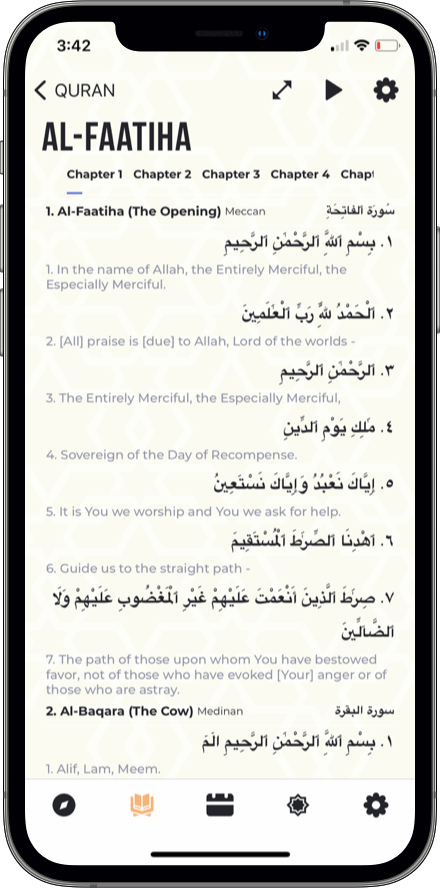 3:42
QURAN
AL-FAATIHA
Chapter 1 Chapter 2 Chapter 3 Chapter 4 Chapt
1. Al-Faatiha (The Opening) Meccan سُورَةِ الفَاتِحَةِ
١. بِسْمِ ٱللَّهِ ٱلرَّحْمَٰنِ ٱلرَّحِيمِ
1. In the name of Allah, the Entirely Merciful, the
Especially Merciful.
٢. ٱلْحَمْدُ لِلَّهِ رَبِّ ٱلْعَٰلَمِينَ
2. [All] praise is [due] to Allah, Lord of the worlds -
٣. ٱلرَّحْمَٰنِ ٱلرَّحِيمِ
3. The Entirely Merciful, the Especially Merciful,
٤. مَٰلِكِ يَوْمِ ٱلدِّينِ
4. Sovereign of the Day of Recompense.
٥. إِيَّاكَ نَعْبُدُ وَإِيَّاكَ نَسْتَعِينُ
5. It is You we worship and You we ask for help.
٦. ٱهْدِنَا ٱلصِّرَٰطَ ٱلْمُسْتَقِيمَ
6. Guide us to the straight path -
٧. صِرَٰطَ ٱلَّذِينَ أَنْعَمْتَ عَلَيْهِمْ غَيْرِ ٱلْمَغْضُوبِ عَلَيْهِمْ وَلَا
ٱلضَّآلِّينَ
7. The path of those upon whom You have bestowed
favor, not of those who have evoked [Your] anger or of
those who are astray.
2. Al-Baqara (The Cow) Medinan سورة البقرة
١. بِسْمِ ٱللَّهِ ٱلرَّحْمَٰنِ ٱلرَّحِيمِ الٓمٓ
1. Alif, Lam, Meem.